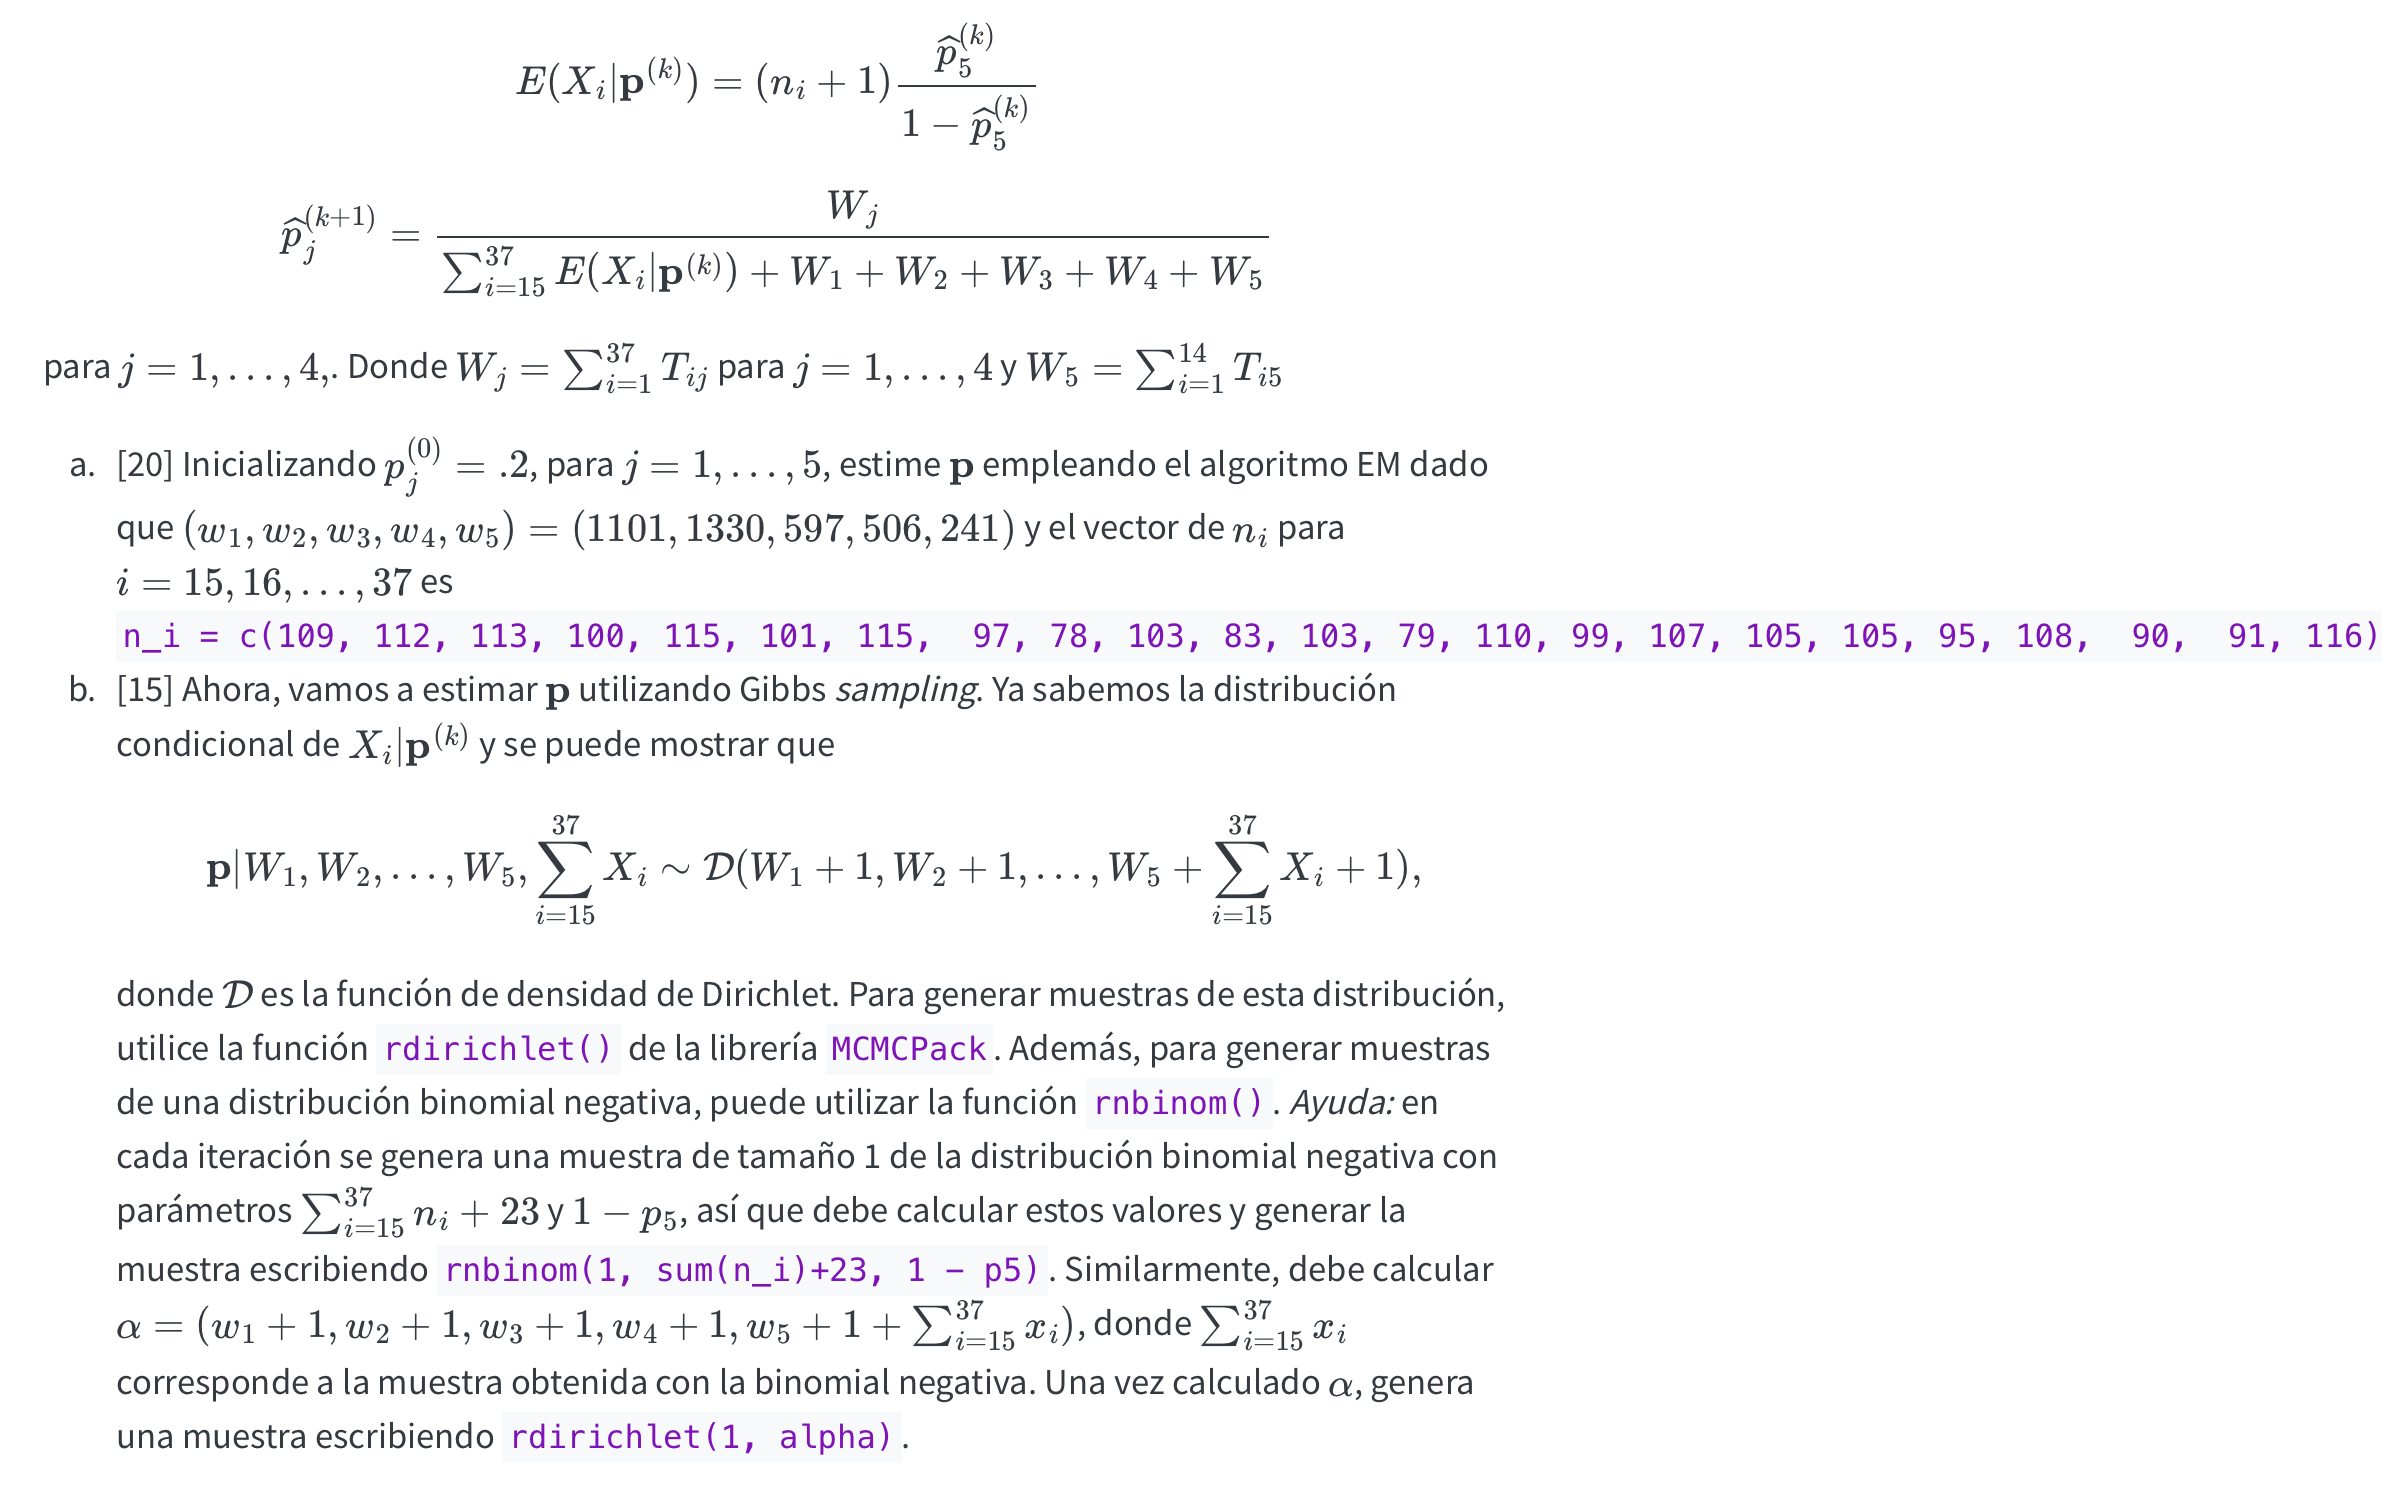 $$E(X_i|\mathbf{p}^{(k)}) = (n_i + 1)\frac{\widehat{p}_5^{(k)}}{1 - \widehat{p}_5^{(k)}}$$
$$\widehat{p}_j^{(k+1)} = \frac{W_j}{\sum_{i=15}^{37} E(X_i|\mathbf{p}^{(k)}) + W_1 + W_2 + W_3 + W_4 + W_5}$$
para $j = 1, \ldots, 4,$. Donde $W_j = \sum_{i=1}^{37} T_{ij}$ para $j = 1, \ldots, 4$ y $W_5 = \sum_{i=1}^{14} T_{i5}$
a. [20] Inicializando $p_j^{(0)} = .2$, para $j = 1, \ldots, 5$, estime $\mathbf{p}$ empleando el algoritmo EM dado
que $(w_1, w_2, w_3, w_4, w_5) = (1101, 1330, 597, 506, 241)$ y el vector de $n_i$ para
$i = 15, 16, \ldots, 37$ es
n_i = c(109, 112, 113, 100, 115, 101, 115,  97, 78, 103, 83, 103, 79, 110, 99, 107, 105, 105, 95, 108,  90,  91, 116)
b. [15] Ahora, vamos a estimar $\mathbf{p}$ utilizando Gibbs sampling. Ya sabemos la distribución
condicional de $X_i|\mathbf{p}^{(k)}$ y se puede mostrar que
$$\mathbf{p}|W_1, W_2, \ldots, W_5, \sum_{i=15}^{37} X_i \sim \mathcal{D}(W_1 + 1, W_2 + 1, \ldots, W_5 + \sum_{i=15}^{37} X_i + 1),$$
donde $\mathcal{D}$ es la función de densidad de Dirichlet. Para generar muestras de esta distribución,
utilice la función rdirichlet() de la librería MCMCPack. Además, para generar muestras
de una distribución binomial negativa, puede utilizar la función rnbinom(). Ayuda: en
cada iteración se genera una muestra de tamaño 1 de la distribución binomial negativa con
parámetros $\sum_{i=15}^{37} n_i + 23$ y $1 - p_5$, así que debe calcular estos valores y generar la
muestra escribiendo rnbinom(1, sum(n_i)+23, 1 - p5). Similarmente, debe calcular
$\alpha = (w_1 + 1, w_2 + 1, w_3 + 1, w_4 + 1, w_5 + 1 + \sum_{i=15}^{37} x_i)$, donde $\sum_{i=15}^{37} x_i$
corresponde a la muestra obtenida con la binomial negativa. Una vez calculado $\alpha$, genera
una muestra escribiendo rdirichlet(1, alpha).